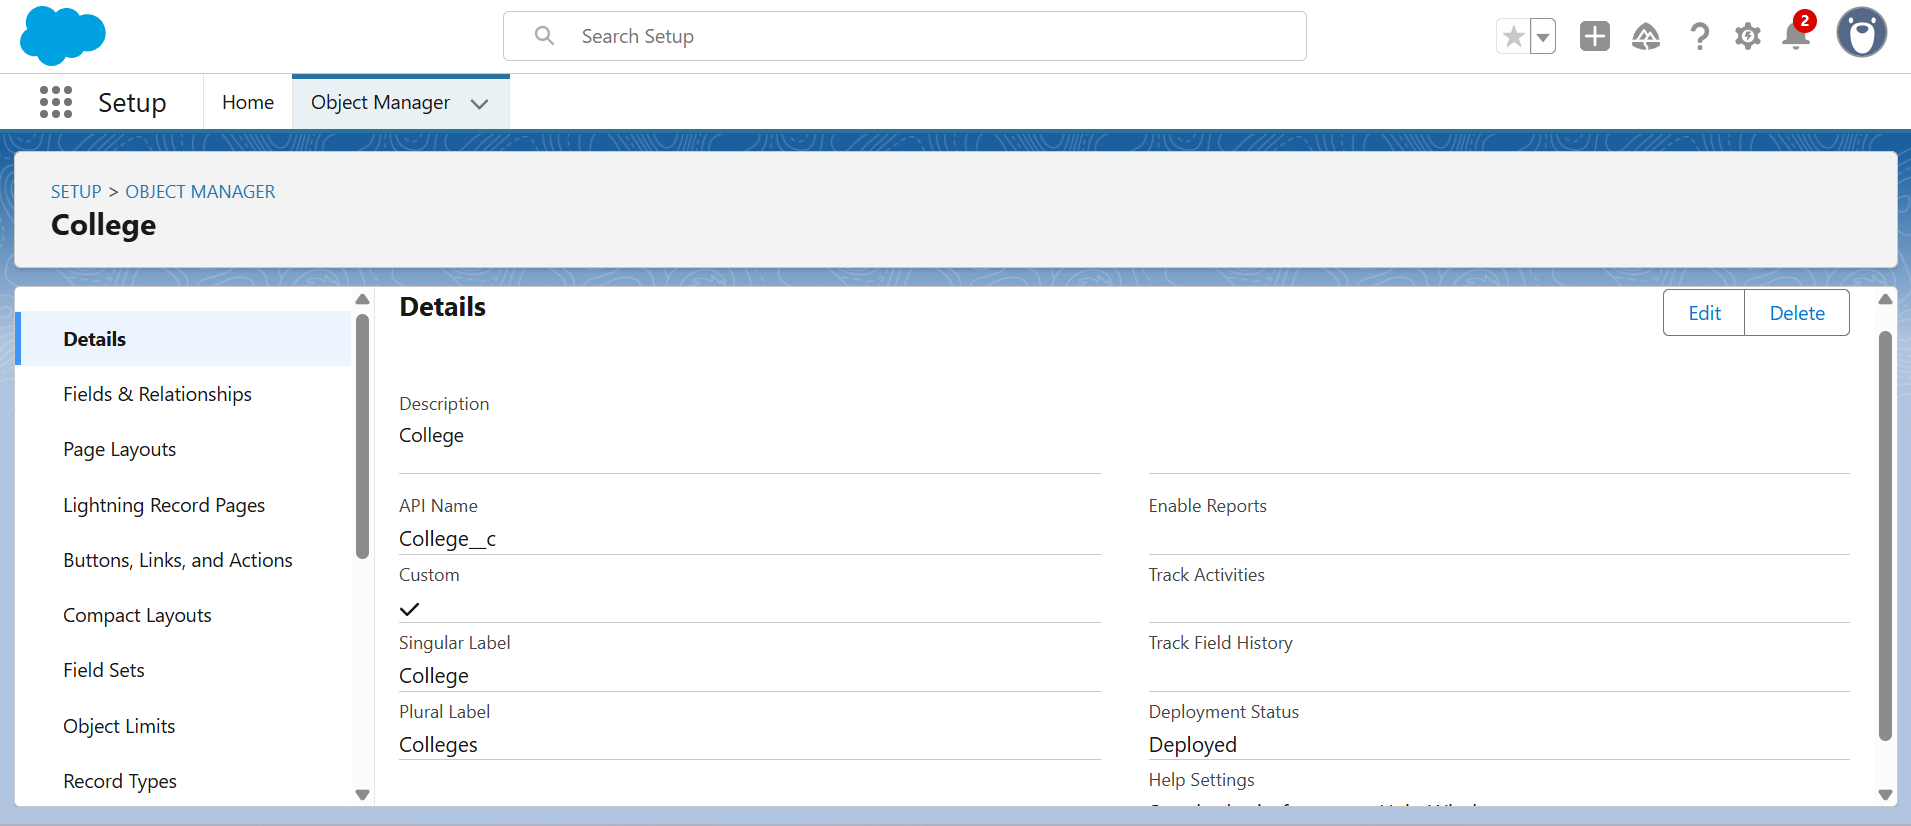 Search Setup
2
Setup
Home
Object Manager
SETUP > OBJECT MANAGER
College
Details
Fields & Relationships
Page Layouts
Lightning Record Pages
Buttons, Links, and Actions
Compact Layouts
Field Sets
Object Limits
Record Types
Details
Edit
Delete
Description
College
API Name
College__c
Custom
Singular Label
College
Plural Label
Colleges
Enable Reports
Track Activities
Track Field History
Deployment Status
Deployed
Help Settings